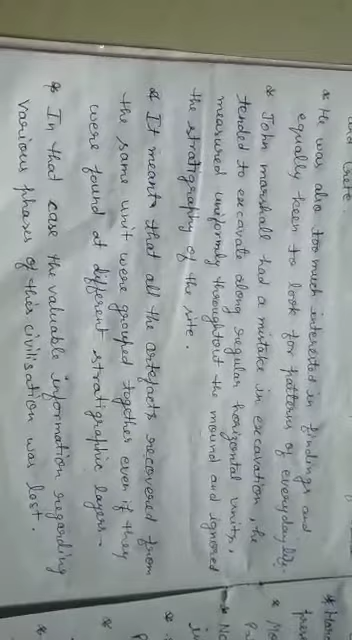 and Crete.
* He was also too much interested in findings and
equally keen to look for patterns of everyday life.
* John marshall had a mistake in excavation, he
tended to excavate along regular horizontal units,
measured uniformly throughtout the mound and ignored
the stratigraphy of the site.
* It meant that all the artefacts recovered from
the same unit were grouped together even if they
were found at different stratigraphic layers.
* In that case the valuable information regarding
various phases of this civilisation was lost.